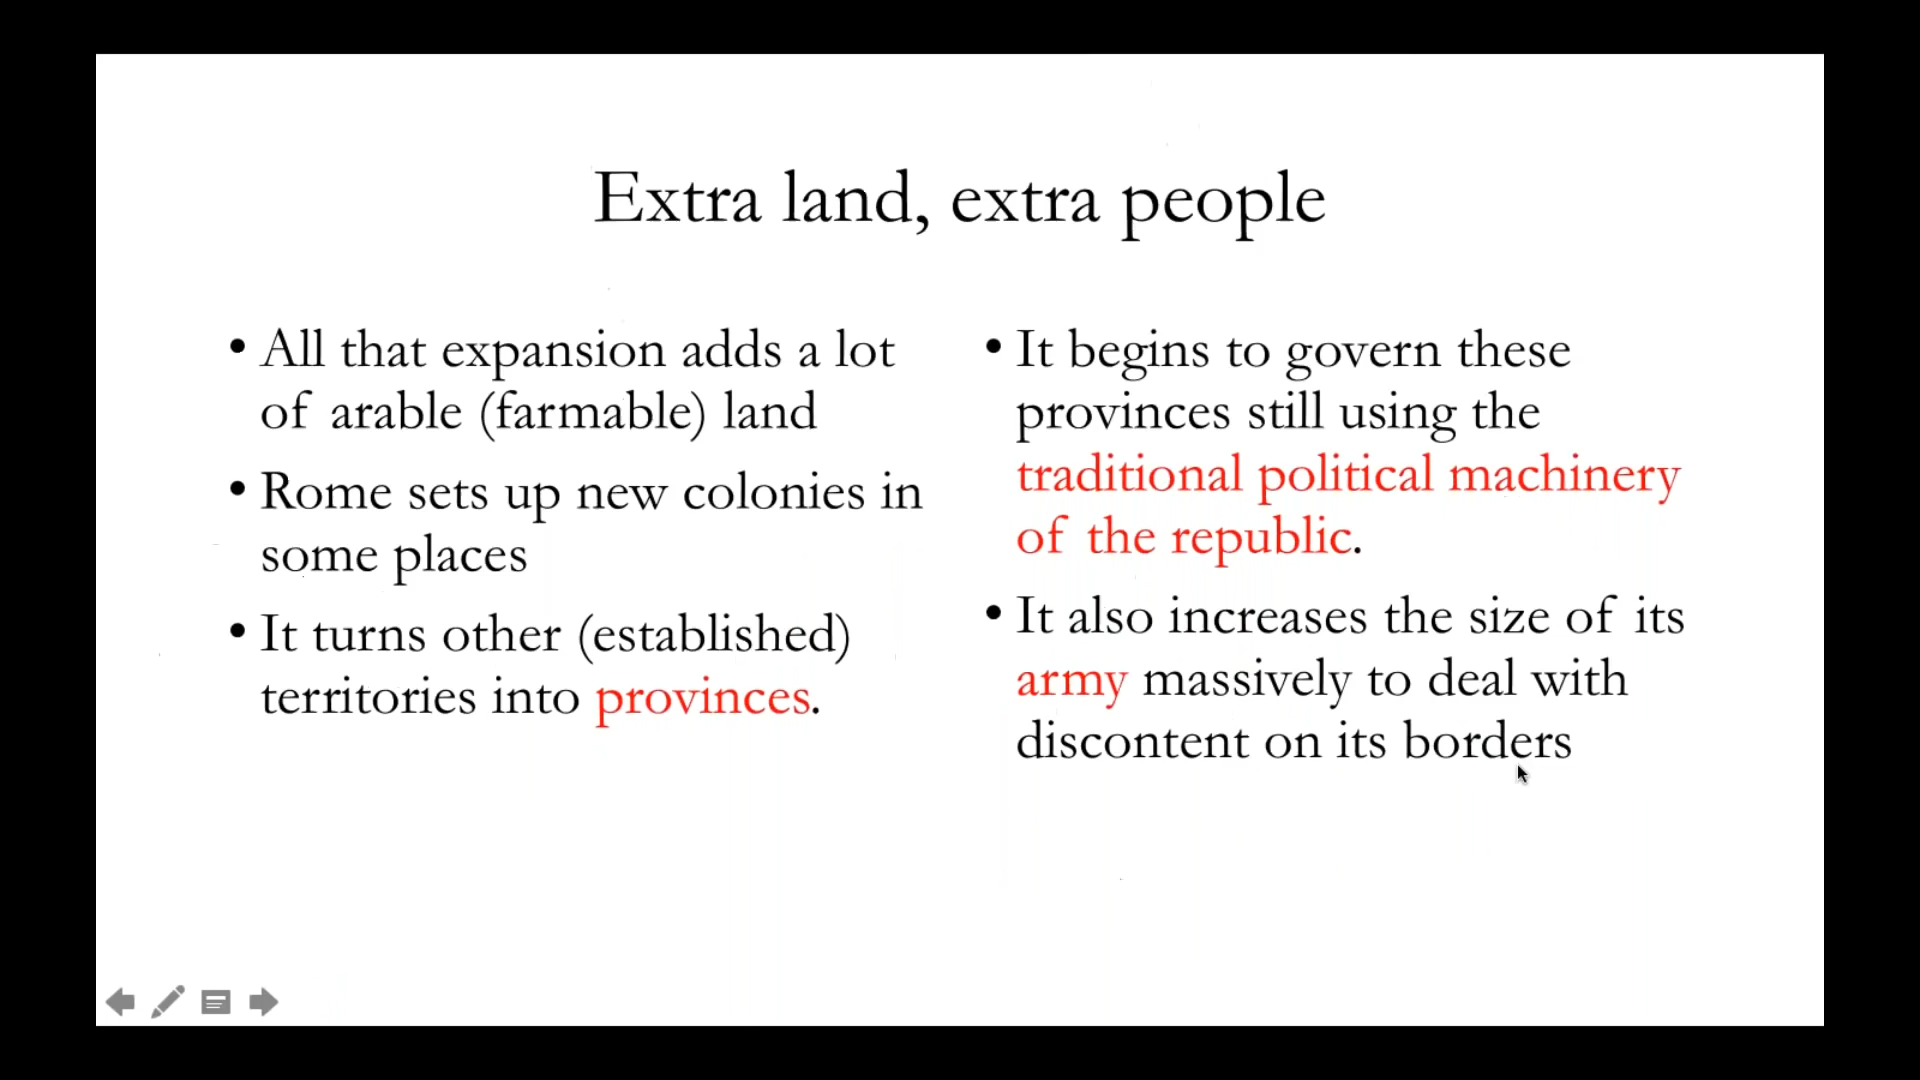 Extra land, extra people
• All that expansion adds a lot
of arable (farmable) land
• Rome sets up new colonies in
some places
• It turns other (established)
territories into provinces.
• It begins to govern these
provinces still using the
traditional political machinery
of the republic.
• It also increases the size of its
army massively to deal with
discontent on its borders